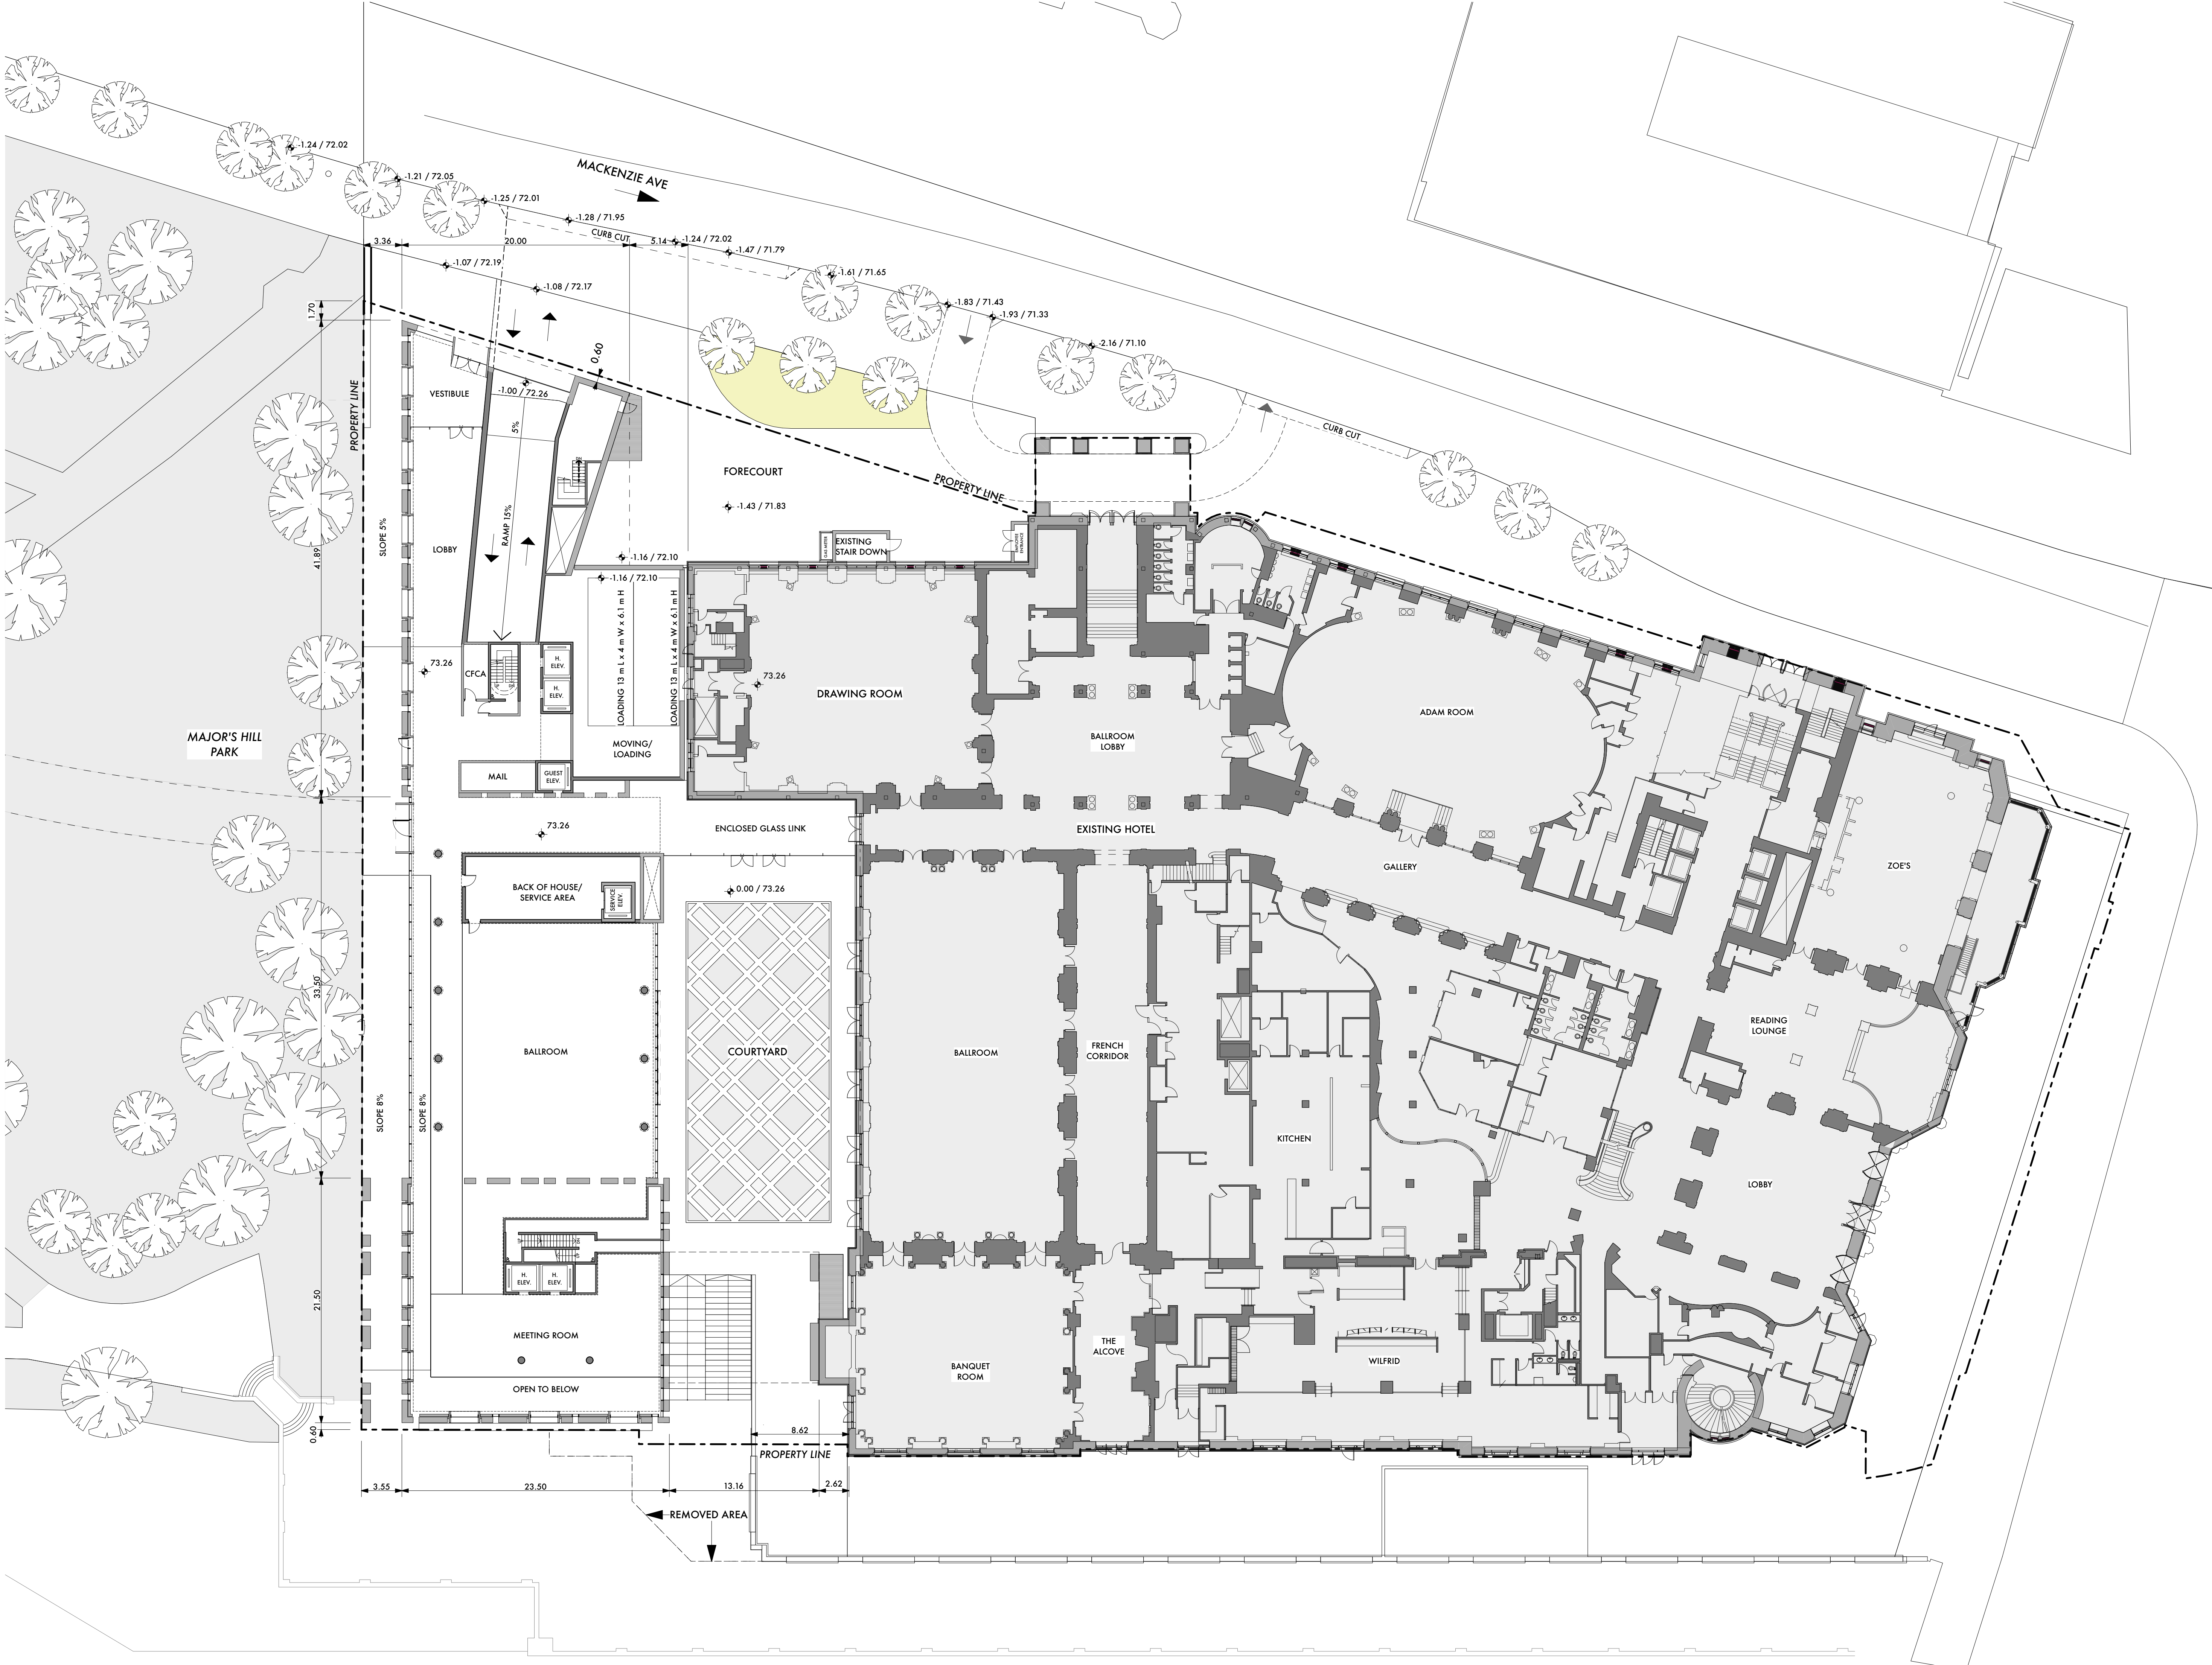 -1.24 / 72.02
-1.21 / 72.05
MACKENZIE AVE
-1.25 / 72.01
-1.28 / 71.95
CURB CUT
3.36
20.00
5.14
-1.24 / 72.02
-1.47 / 71.79
-1.07 / 72.19
-1.61 / 71.65
-1.08 / 72.17
1.70
-1.83 / 71.43
-1.93 / 71.33
-2.16 / 71.10
0.60
PROPERTY LINE
VESTIBULE
-1.00 / 72.26
5%
CURB CUT
FORECOURT
PROPERTY LINE
-1.43 / 71.83
SLOPE 5%
41.89
LOBBY
RAMP 15%
GAS METER
EXISTING
STAIR DOWN
EMPLOYEE
ENTRANCE
-1.16 / 72.10
-1.16 / 72.10
LOADING 13 m L x 4 m W x 6.1 m H
LOADING 13 m L x 4 m W x 6.1 m H
73.26
CFCA
H.
ELEV.
H.
ELEV.
73.26
DRAWING ROOM
ADAM ROOM
MAJOR'S HILL
PARK
BALLROOM
LOBBY
MOVING/
LOADING
MAIL
GUEST
ELEV.
73.26
ENCLOSED GLASS LINK
EXISTING HOTEL
GALLERY
ZOE'S
BACK OF HOUSE/
SERVICE AREA
SERVICE
ELEV.
0.00 / 73.26
33.50
READING
LOUNGE
BALLROOM
COURTYARD
BALLROOM
FRENCH
CORRIDOR
SLOPE 8%
SLOPE 8%
KITCHEN
LOBBY
H.
ELEV.
H.
ELEV.
21.50
MEETING ROOM
THE
ALCOVE
WILFRID
BANQUET
ROOM
OPEN TO BELOW
0.60
8.62
PROPERTY LINE
3.55
23.50
13.16
2.62
REMOVED AREA